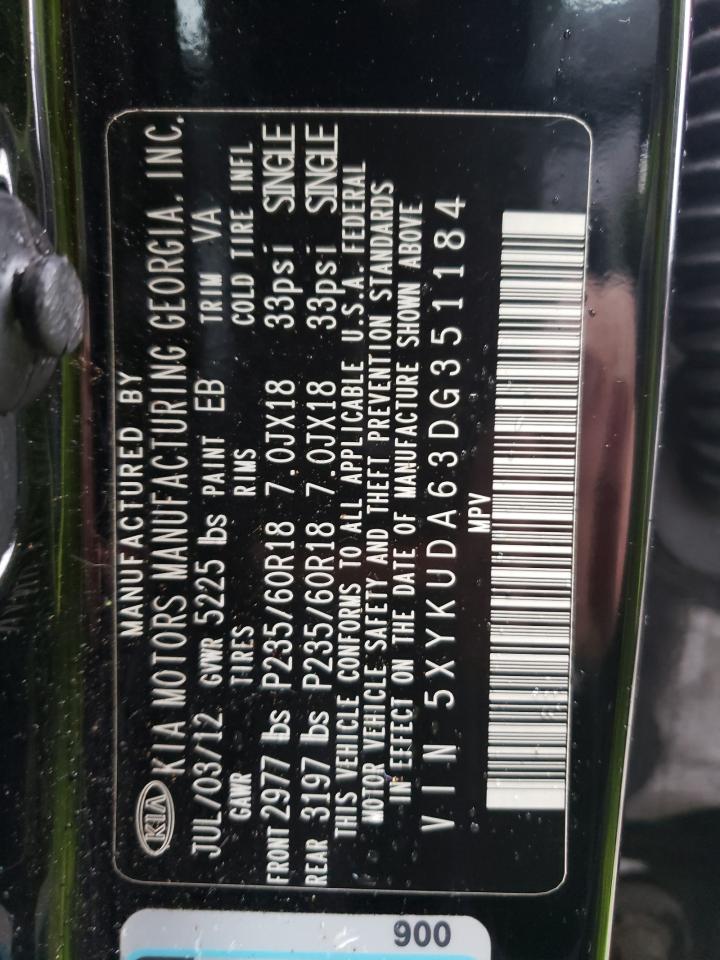 MANUFACTURED BY
KIA KIA MOTORS MANUFACTURING GEORGIA, INC.
JUL/03/12 GVWR 5225 lbs PAINT EB TRIM VA
GAWR TIRES RIMS COLD TIRE INFL
FRONT 2977 lbs P235/60R18 7.0JX18 33psi SINGLE
REAR 3197 lbs P235/60R18 7.0JX18 33psi SINGLE
THIS VEHICLE CONFORMS TO ALL APPLICABLE U.S.A. FEDERAL
MOTOR VEHICLE SAFETY AND THEFT PREVENTION STANDARDS
IN EFFECT ON THE DATE OF MANUFACTURE SHOWN ABOVE.
VIN 5XYKUDA63DG351184
MPV
900